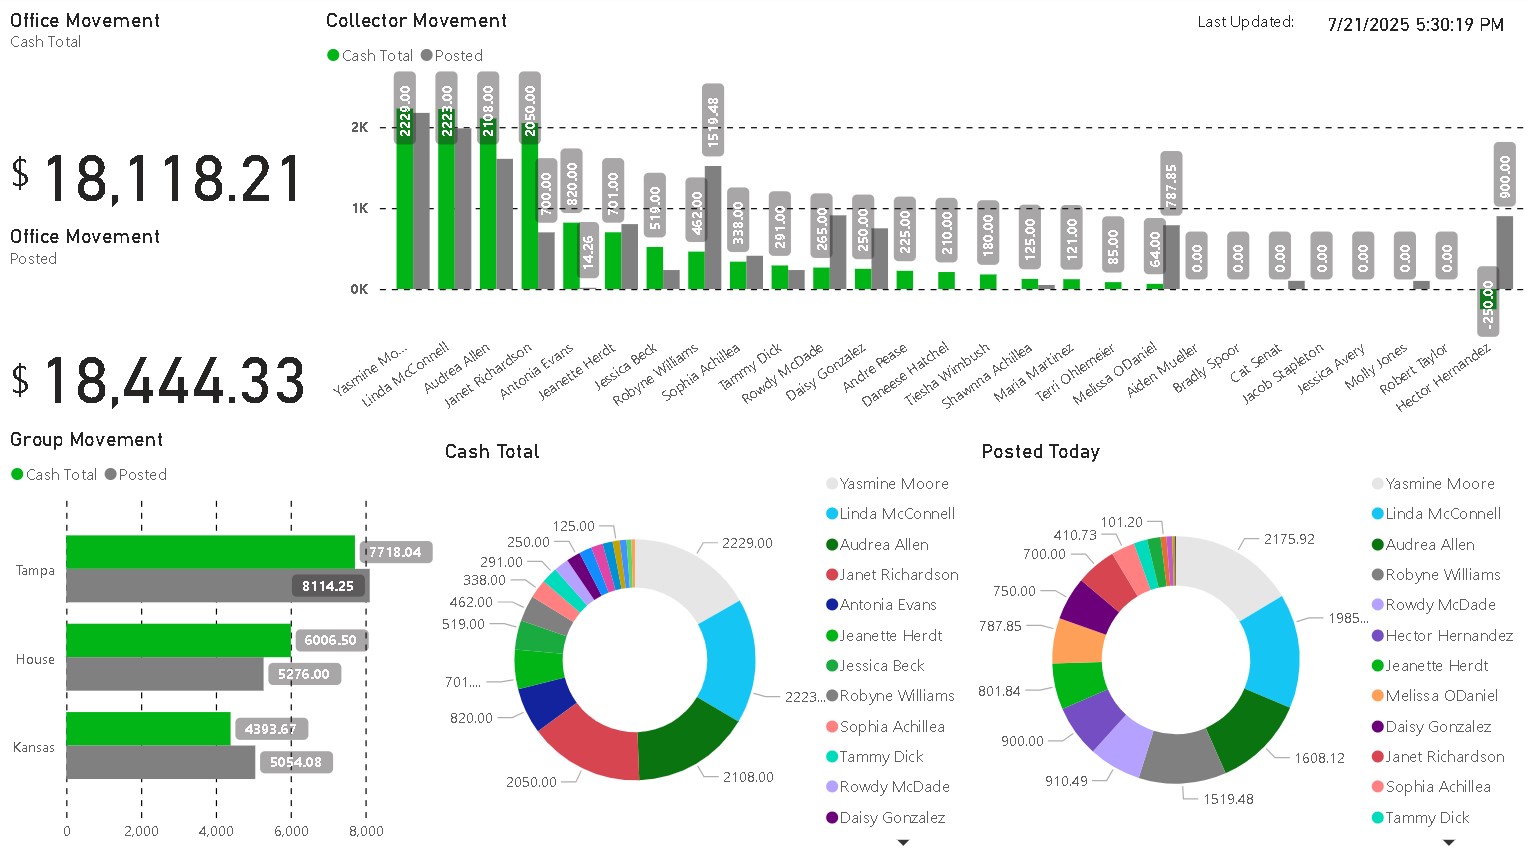 Office Movement
Cash Total
$ 18,118.21
Office Movement
Posted
$ 18,444.33
Collector Movement
Cash Total Posted
Last Updated: 7/21/2025 5:30:19 PM
2K
1K
0K
2229.00
2223.00
2108.00
2050.00
700.00
820.00
14.26
701.00
519.00
462.00
1519.48
338.00
291.00
265.00
250.00
225.00
210.00
180.00
125.00
121.00
85.00
64.00
787.85
0.00
0.00
0.00
0.00
0.00
0.00
0.00
-250.00
900.00
Yasmine Mo...
Linda McConnell
Audrea Allen
Janet Richardson
Antonia Evans
Jeanette Herdt
Jessica Beck
Robyne Williams
Sophia Achillea
Tammy Dick
Rowdy McDade
Daisy Gonzalez
Andre Pease
Daneese Hatchel
Tiesha Wimbush
Shawnna Achillea
Maria Martinez
Terri Ohlemeier
Melissa ODaniel
Aiden Mueller
Bradly Spoor
Cat Senat
Jacob Stapleton
Jessica Avery
Molly Jones
Robert Taylor
Hector Hernandez
Group Movement
Cash Total Posted
Tampa
7718.04
8114.25
House
6006.50
5276.00
Kansas
4393.67
5054.08
0 2,000 4,000 6,000 8,000
Cash Total
125.00
250.00
291.00
338.00
462.00
519.00
701....
820.00
2050.00
2108.00
2223...
2229.00
Yasmine Moore
Linda McConnell
Audrea Allen
Janet Richardson
Antonia Evans
Jeanette Herdt
Jessica Beck
Robyne Williams
Sophia Achillea
Tammy Dick
Rowdy McDade
Daisy Gonzalez
Posted Today
101.20
410.73
700.00
750.00
787.85
801.84
900.00
910.49
1519.48
1608.12
1985...
2175.92
Yasmine Moore
Linda McConnell
Audrea Allen
Robyne Williams
Rowdy McDade
Hector Hernandez
Jeanette Herdt
Melissa ODaniel
Daisy Gonzalez
Janet Richardson
Sophia Achillea
Tammy Dick